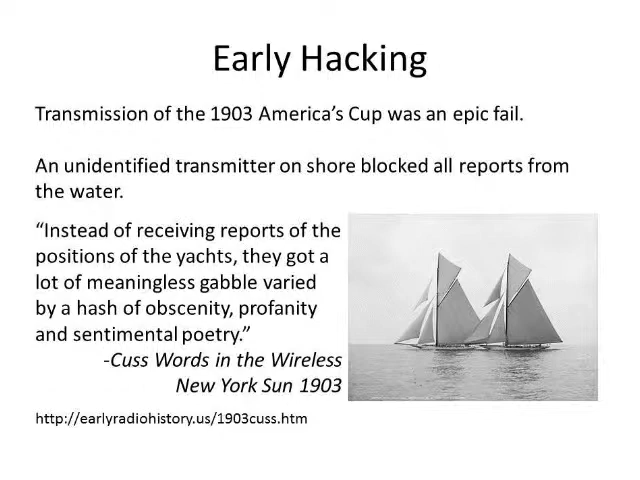 Early Hacking
Transmission of the 1903 America’s Cup was an epic fail.
An unidentified transmitter on shore blocked all reports from
the water.
“Instead of receiving reports of the
positions of the yachts, they got a
lot of meaningless gabble varied
by a hash of obscenity, profanity
and sentimental poetry.”
-Cuss Words in the Wireless
New York Sun 1903
http://earlyradiohistory.us/1903cuss.htm